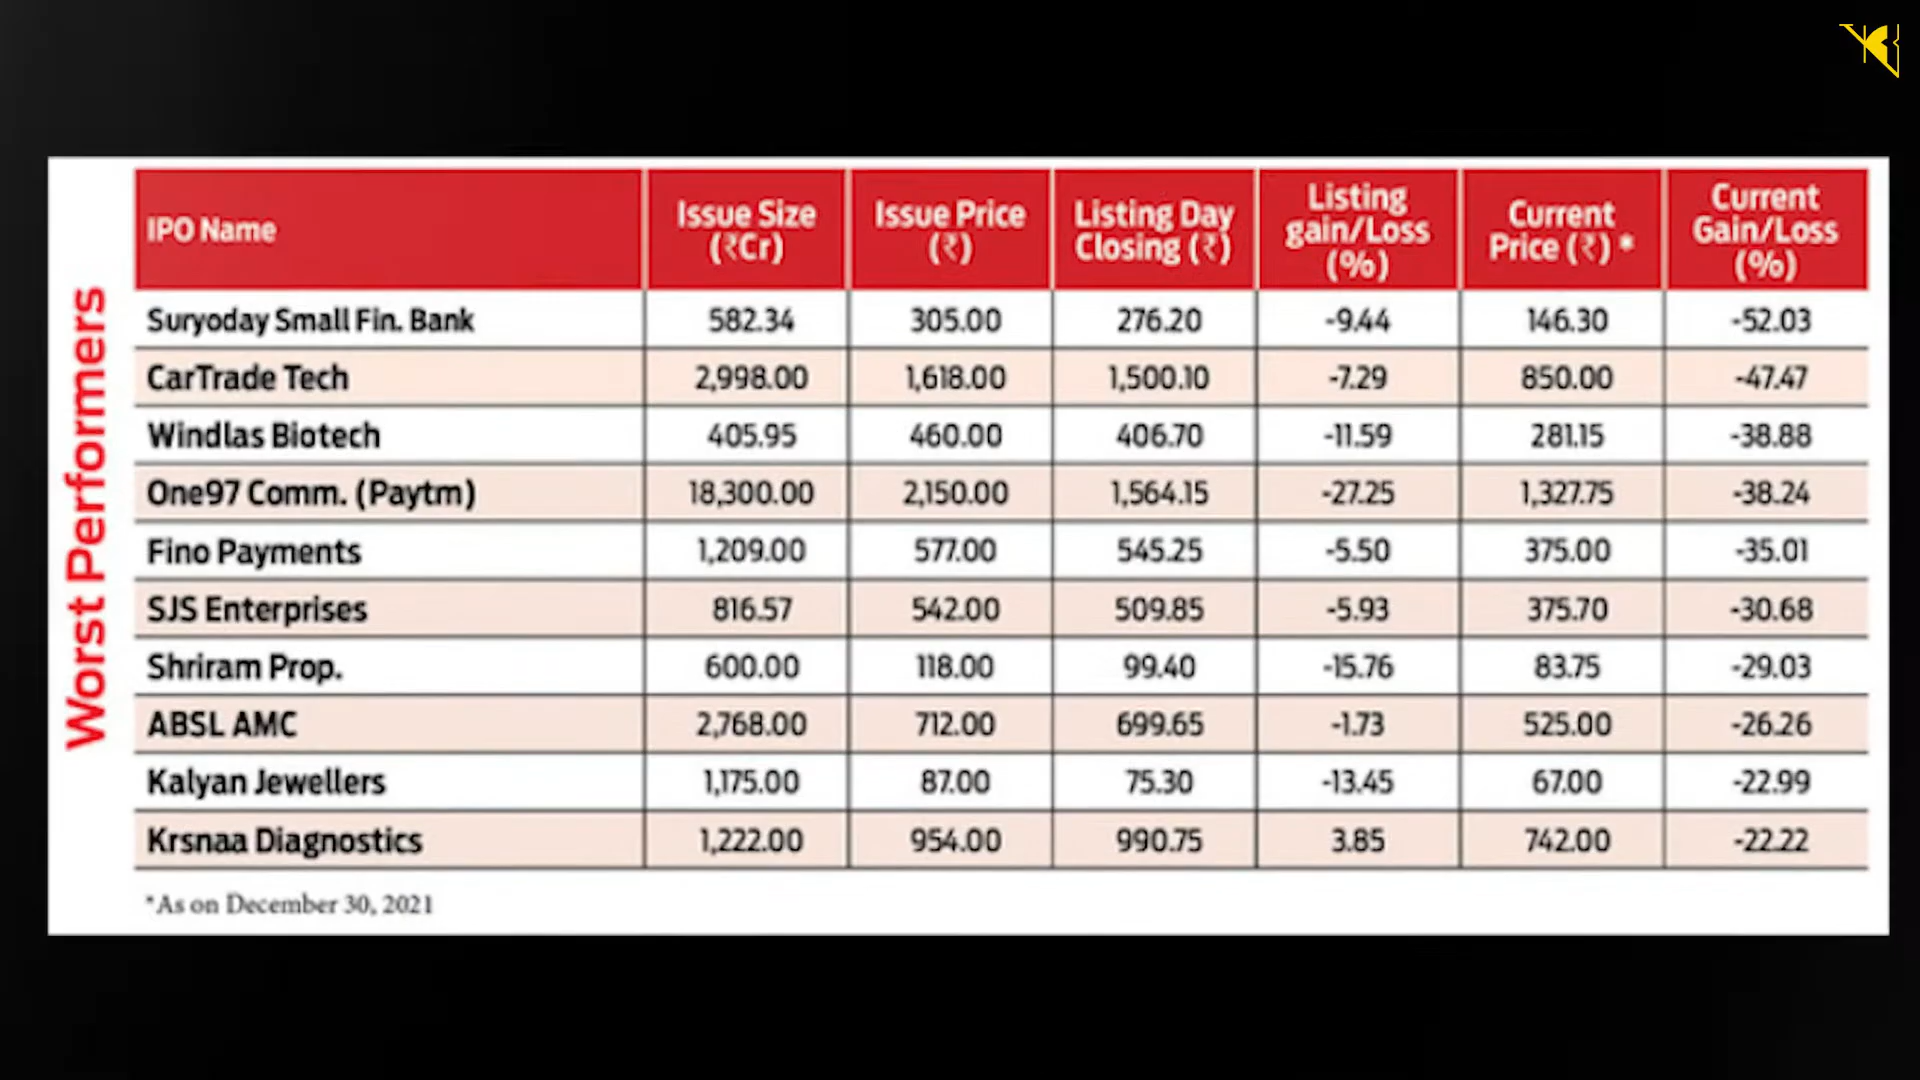 Worst Performers
IPO Name Issue Size (₹Cr) Issue Price (₹) Listing Day Closing (₹) Listing gain/Loss (%) Current Price (₹) * Current Gain/Loss (%)
Suryoday Small Fin. Bank 582.34 305.00 276.20 -9.44 146.30 -52.03
CarTrade Tech 2,998.00 1,618.00 1,500.10 -7.29 850.00 -47.47
Windlas Biotech 405.95 460.00 406.70 -11.59 281.15 -38.88
One97 Comm. (Paytm) 18,300.00 2,150.00 1,564.15 -27.25 1,327.75 -38.24
Fino Payments 1,209.00 577.00 545.25 -5.50 375.00 -35.01
SJS Enterprises 816.57 542.00 509.85 -5.93 375.70 -30.68
Shriram Prop. 600.00 118.00 99.40 -15.76 83.75 -29.03
ABSL AMC 2,768.00 712.00 699.65 -1.73 525.00 -26.26
Kalyan Jewellers 1,175.00 87.00 75.30 -13.45 67.00 -22.99
Krsnaa Diagnostics 1,222.00 954.00 990.75 3.85 742.00 -22.22
*As on December 30, 2021